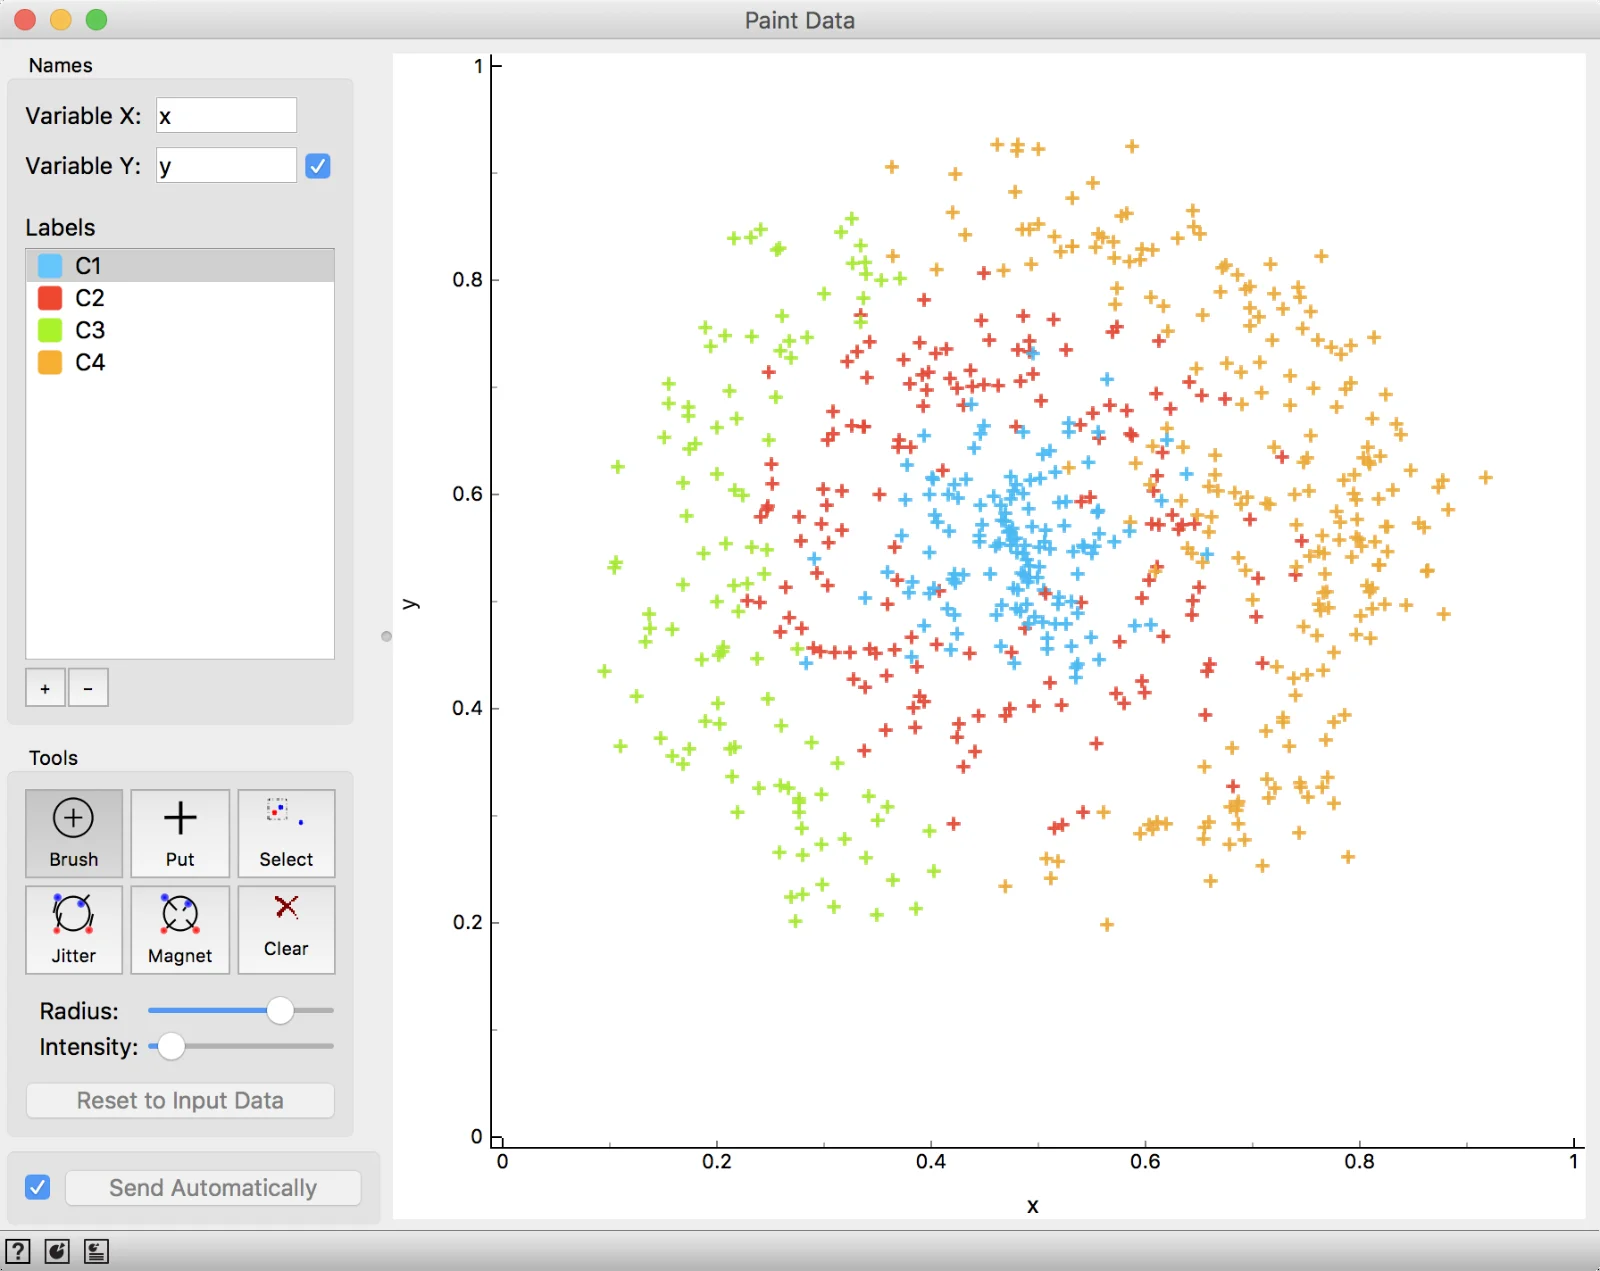 Paint Data
Names
Variable X: x
Variable Y: y
Labels
C1
C2
C3
C4
+ -
Tools
Brush Put Select
Jitter Magnet Clear
Radius:
Intensity:
Reset to Input Data
Send Automatically
?
1
0.8
0.6
0.4
0.2
0
y
0 0.2 0.4 0.6 0.8 1
x